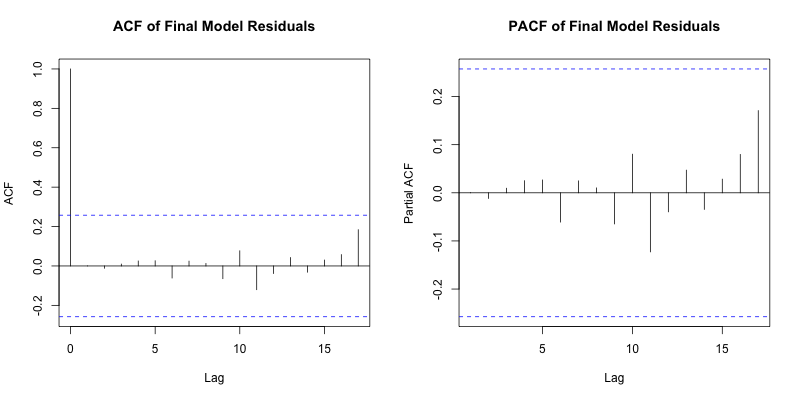 ACF of Final Model Residuals
ACF
1.0
0.8
0.6
0.4
0.2
0.0
-0.2
0 5 10 15
Lag
PACF of Final Model Residuals
Partial ACF
0.2
0.1
0.0
-0.1
-0.2
5 10 15
Lag